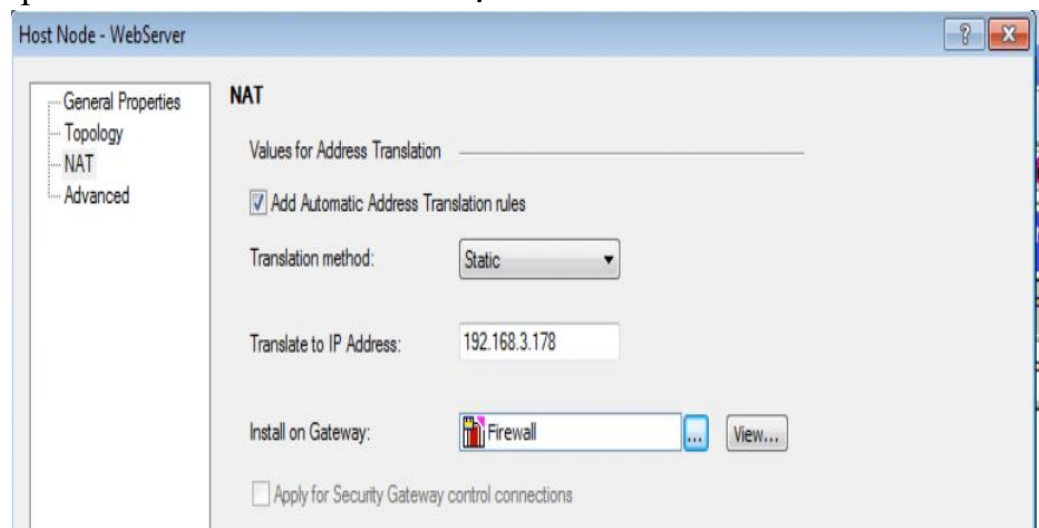 Host Node - WebServer
?
x
General Properties
Topology
NAT
Advanced
NAT
Values for Address Translation
Add Automatic Address Translation rules
Translation method:
Static
Translate to IP Address:
192.168.3.178
Install on Gateway:
Firewall
...
View...
Apply for Security Gateway control connections